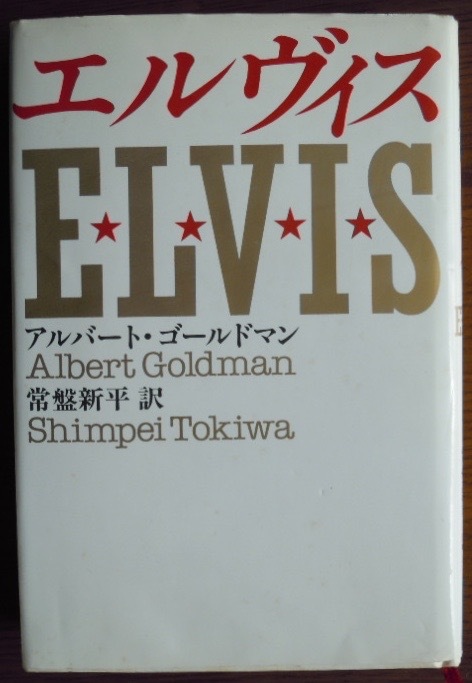 エルヴィス
E★L★V★I★S
アルバート・ゴールドマン
Albert Goldman
常盤新平 訳
Shimpei Tokiwa